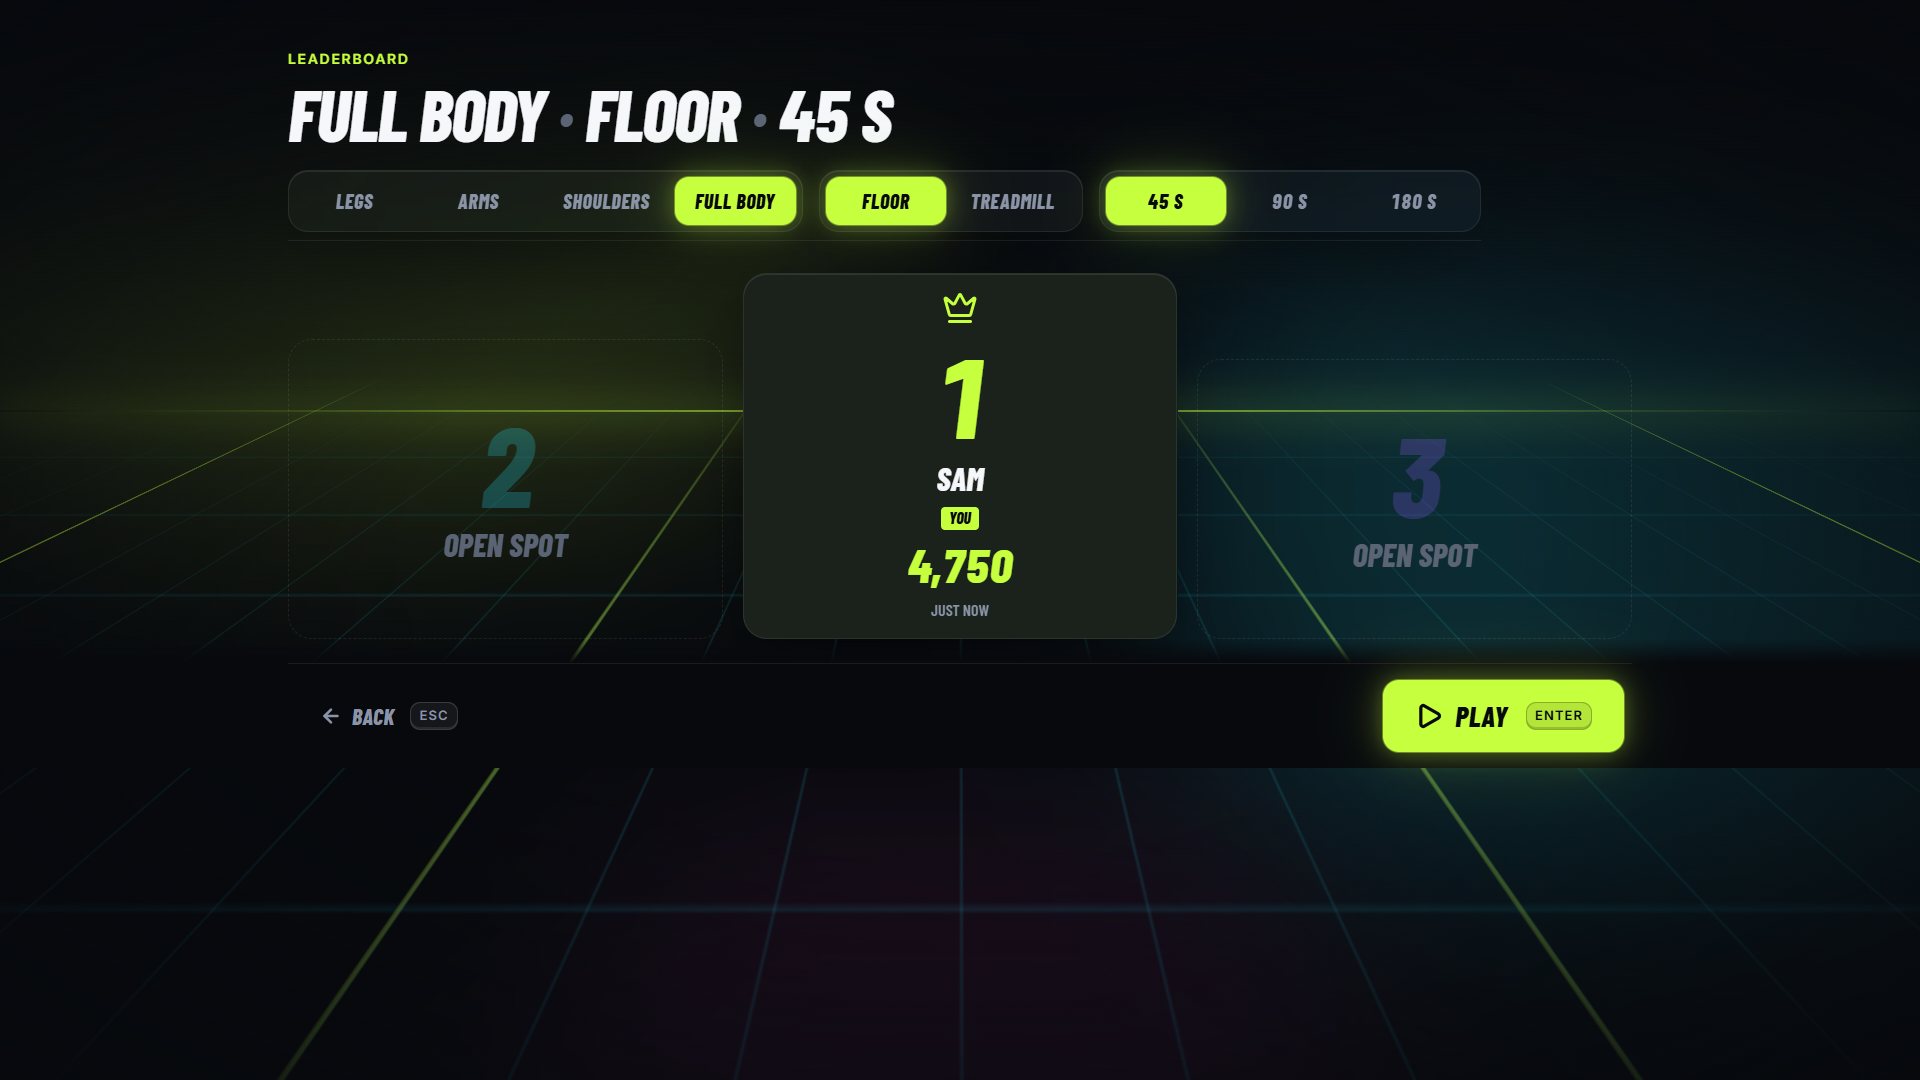 LEADERBOARD
FULL BODY · FLOOR · 45 S
LEGS ARMS SHOULDERS FULL BODY FLOOR TREADMILL 45 S 90 S 180 S
1
SAM
YOU
4,750
JUST NOW
2
OPEN SPOT
3
OPEN SPOT
BACK ESC
PLAY ENTER